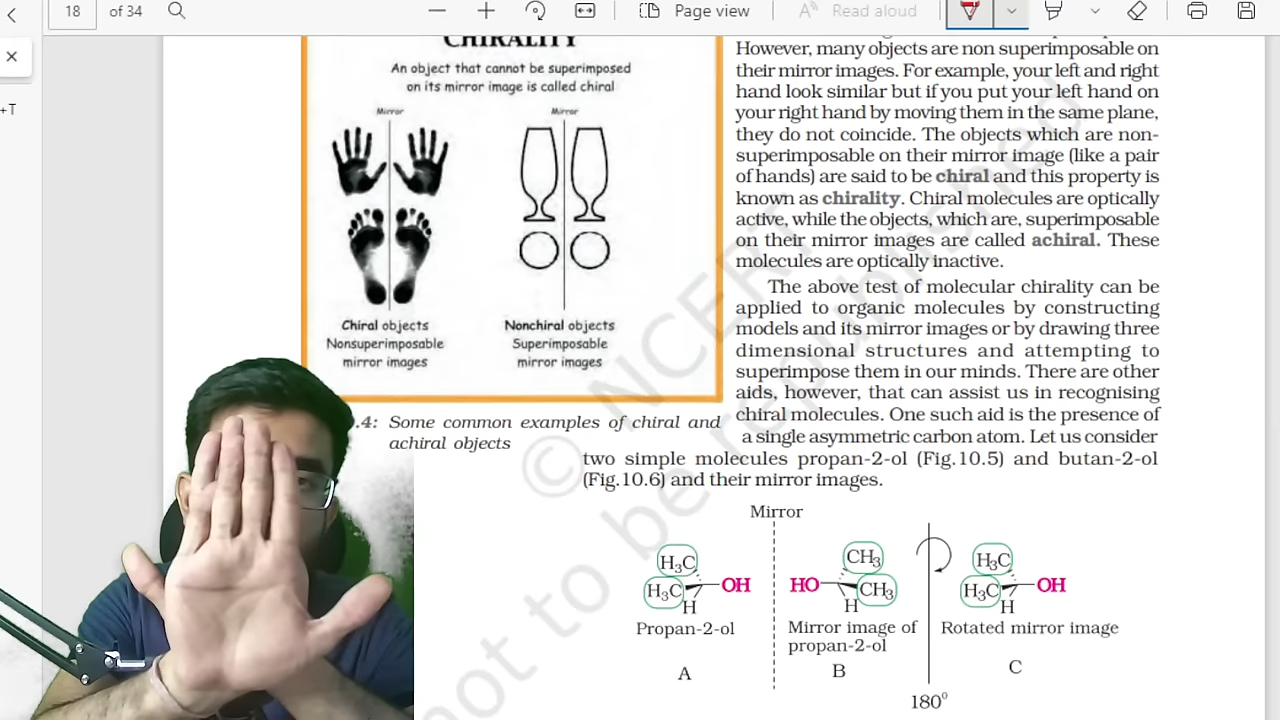 18 of 34
Page view
Read aloud
+T
CHIRALITY
An object that cannot be superimposed
on its mirror image is called chiral
Mirror
Mirror
Chiral objects
Nonsuperimposable
mirror images
Nonchiral objects
Superimposable
mirror images
.4: Some common examples of chiral and
achiral objects
However, many objects are non superimposable on
their mirror images. For example, your left and right
hand look similar but if you put your left hand on
your right hand by moving them in the same plane,
they do not coincide. The objects which are non-
superimposable on their mirror image (like a pair
of hands) are said to be chiral and this property is
known as chirality. Chiral molecules are optically
active, while the objects, which are, superimposable
on their mirror images are called achiral. These
molecules are optically inactive.
The above test of molecular chirality can be
applied to organic molecules by constructing
models and its mirror images or by drawing three
dimensional structures and attempting to
superimpose them in our minds. There are other
aids, however, that can assist us in recognising
chiral molecules. One such aid is the presence of
a single asymmetric carbon atom. Let us consider
two simple molecules propan-2-ol (Fig.10.5) and butan-2-ol
(Fig.10.6) and their mirror images.
Mirror
H₃C
H₃C
OH
H
Propan-2-ol
A
CH₃
HO
CH₃
H
Mirror image of
propan-2-ol
B
H₃C
H₃C
OH
H
Rotated mirror image
C
180°
© NCERT
not to be republished